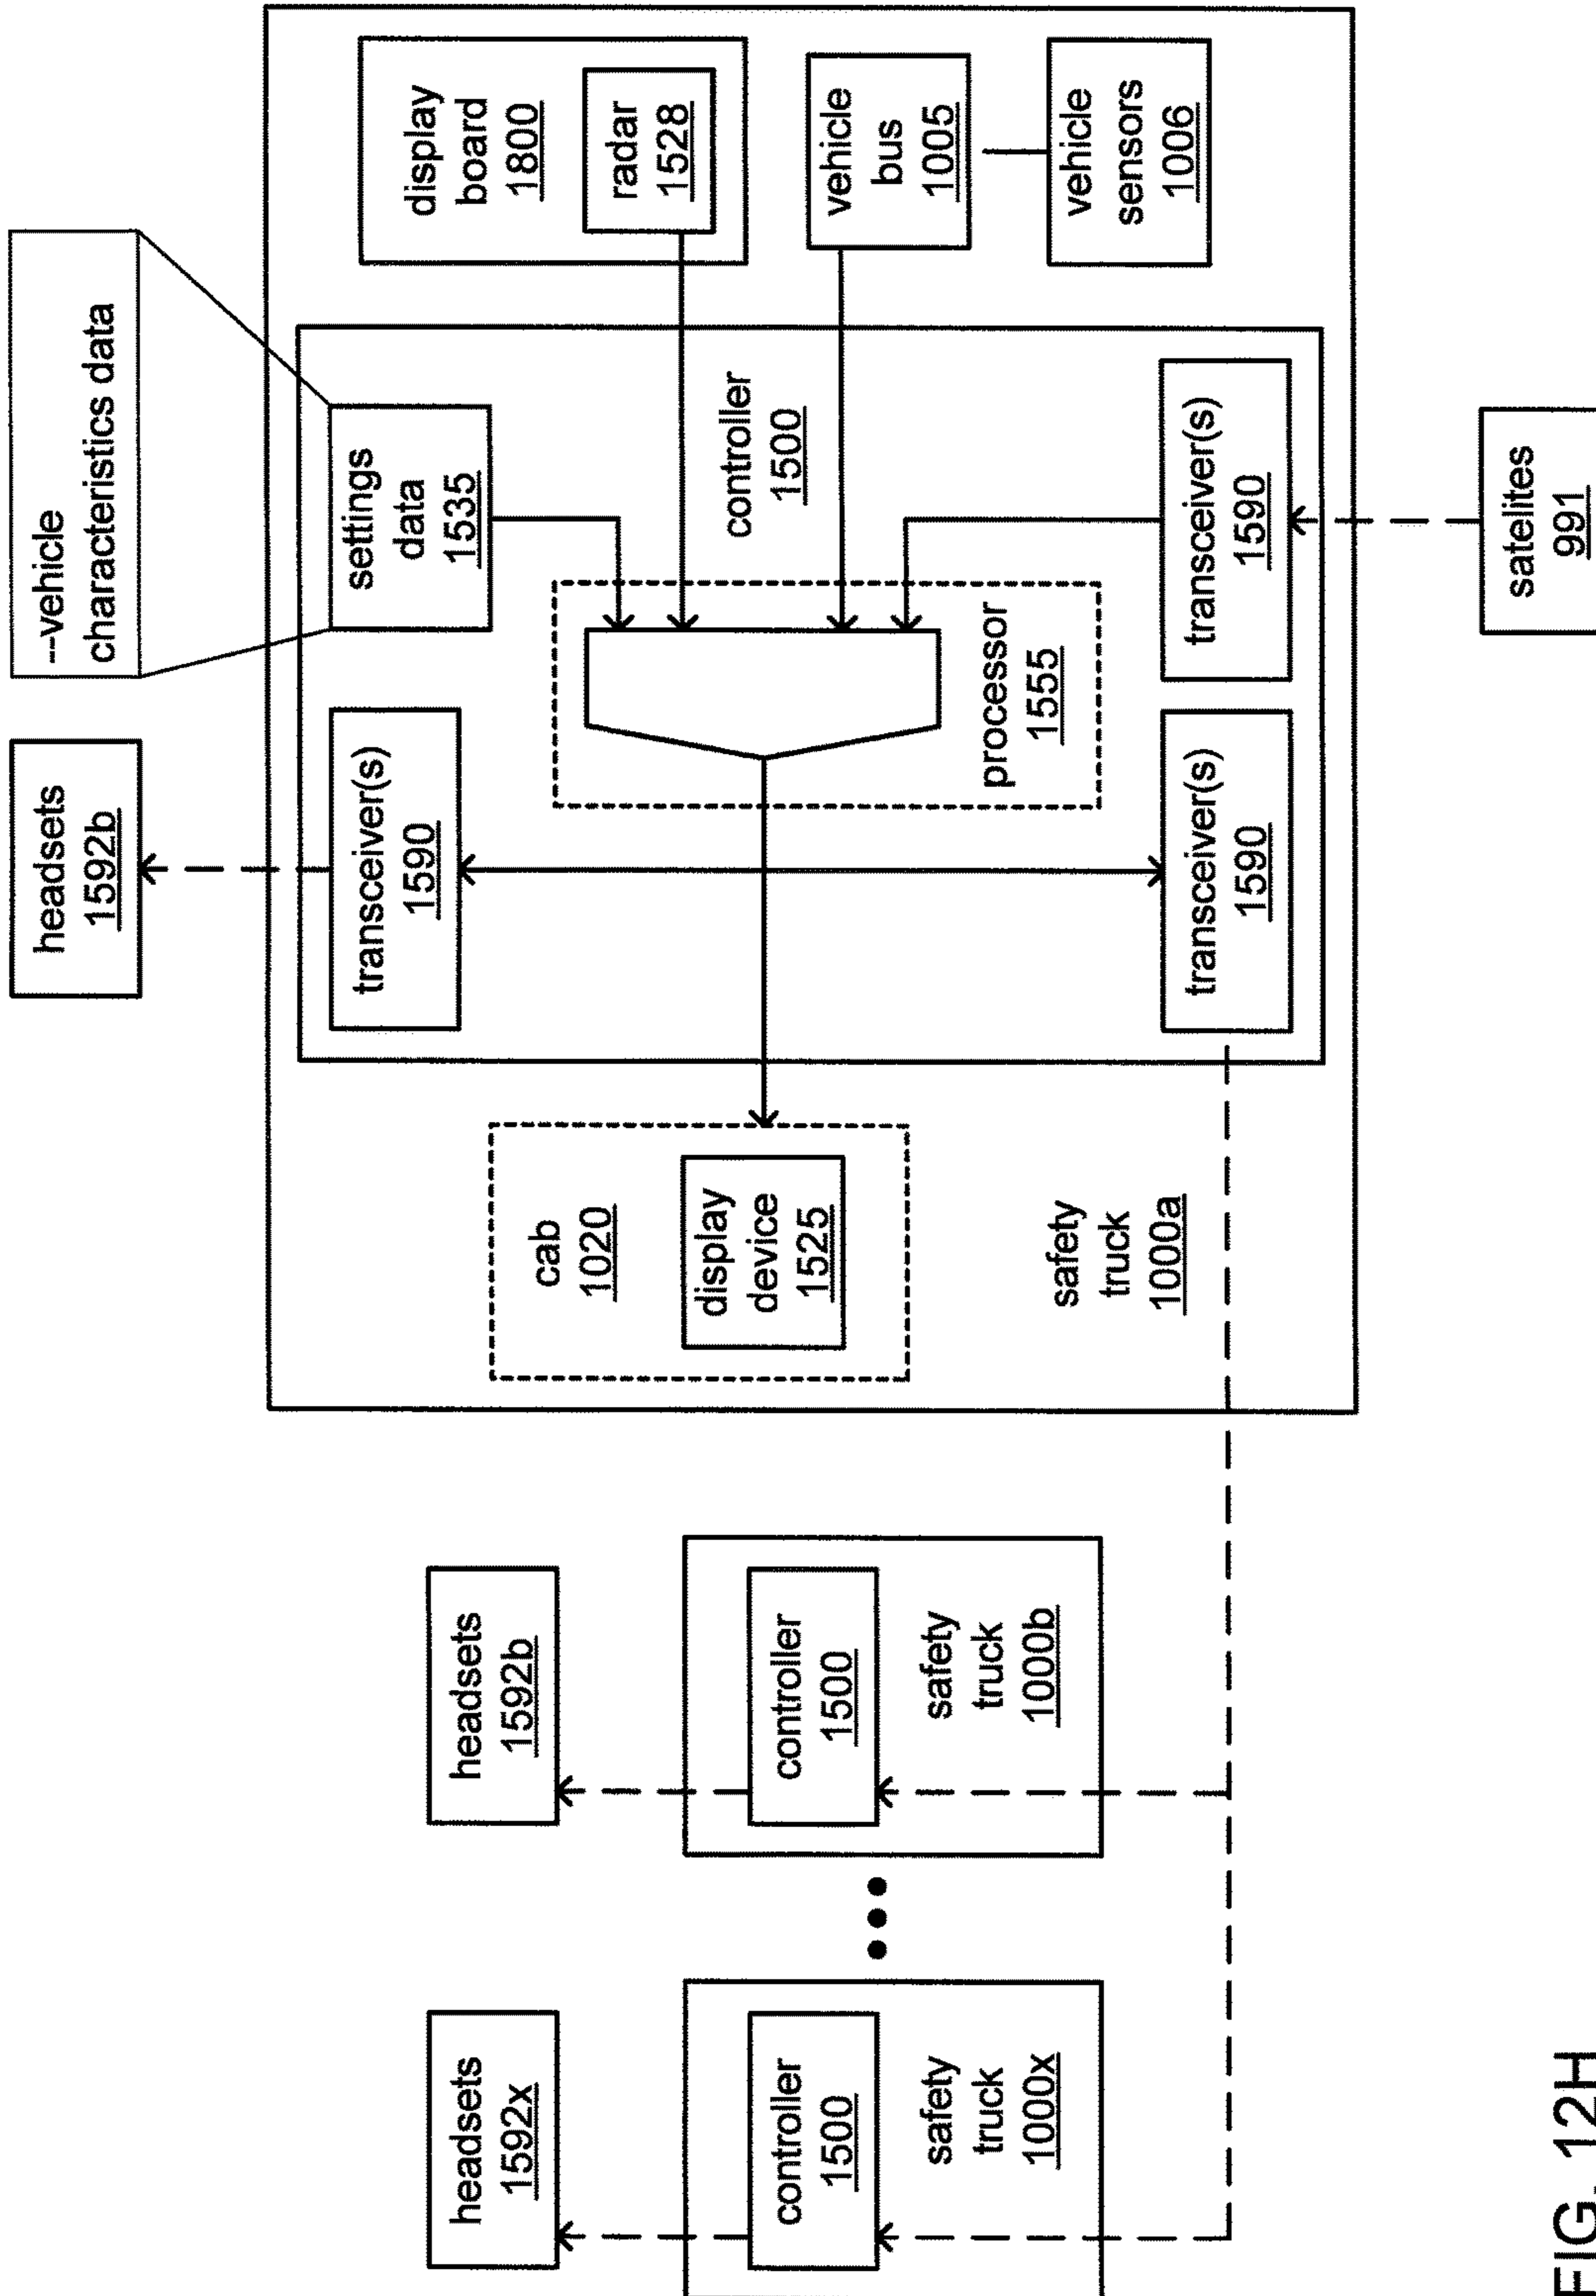 headsets
1592b
--vehicle
characteristics data
headsets
1592x
headsets
1592b
controller
1500
controller
1500
safety
truck
1000x
safety
truck
1000b
cab
1020
display
device
1525
safety
truck
1000a
transceiver(s)
1590
settings
data
1535
controller
1500
processor
1555
transceiver(s)
1590
transceiver(s)
1590
display
board
1800
radar
1528
vehicle
bus
1005
vehicle
sensors
1006
satelites
991
FIG. 12H